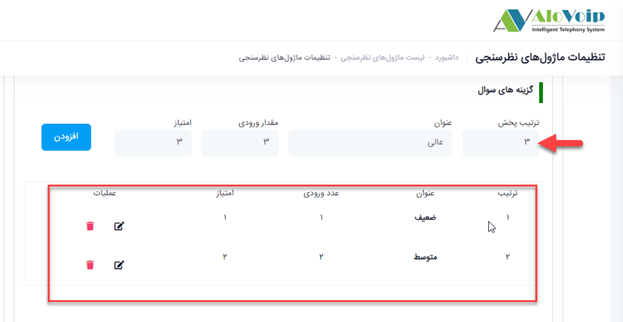 AloVoip
Intelligent Telephony System
تنظیمات ماژول‌های نظرسنجی داشبورد - لیست ماژول‌های نظرسنجی - تنظیمات ماژول‌های نظرسنجی
گزینه های سوال
ترتیب پخش عنوان مقدار ورودی امتیاز
۳ عالی ۳ ۳ افزودن
ترتیب عنوان عدد ورودی امتیاز عملیات
۱ ضعیف ۱ ۱
۲ متوسط ۲ ۲